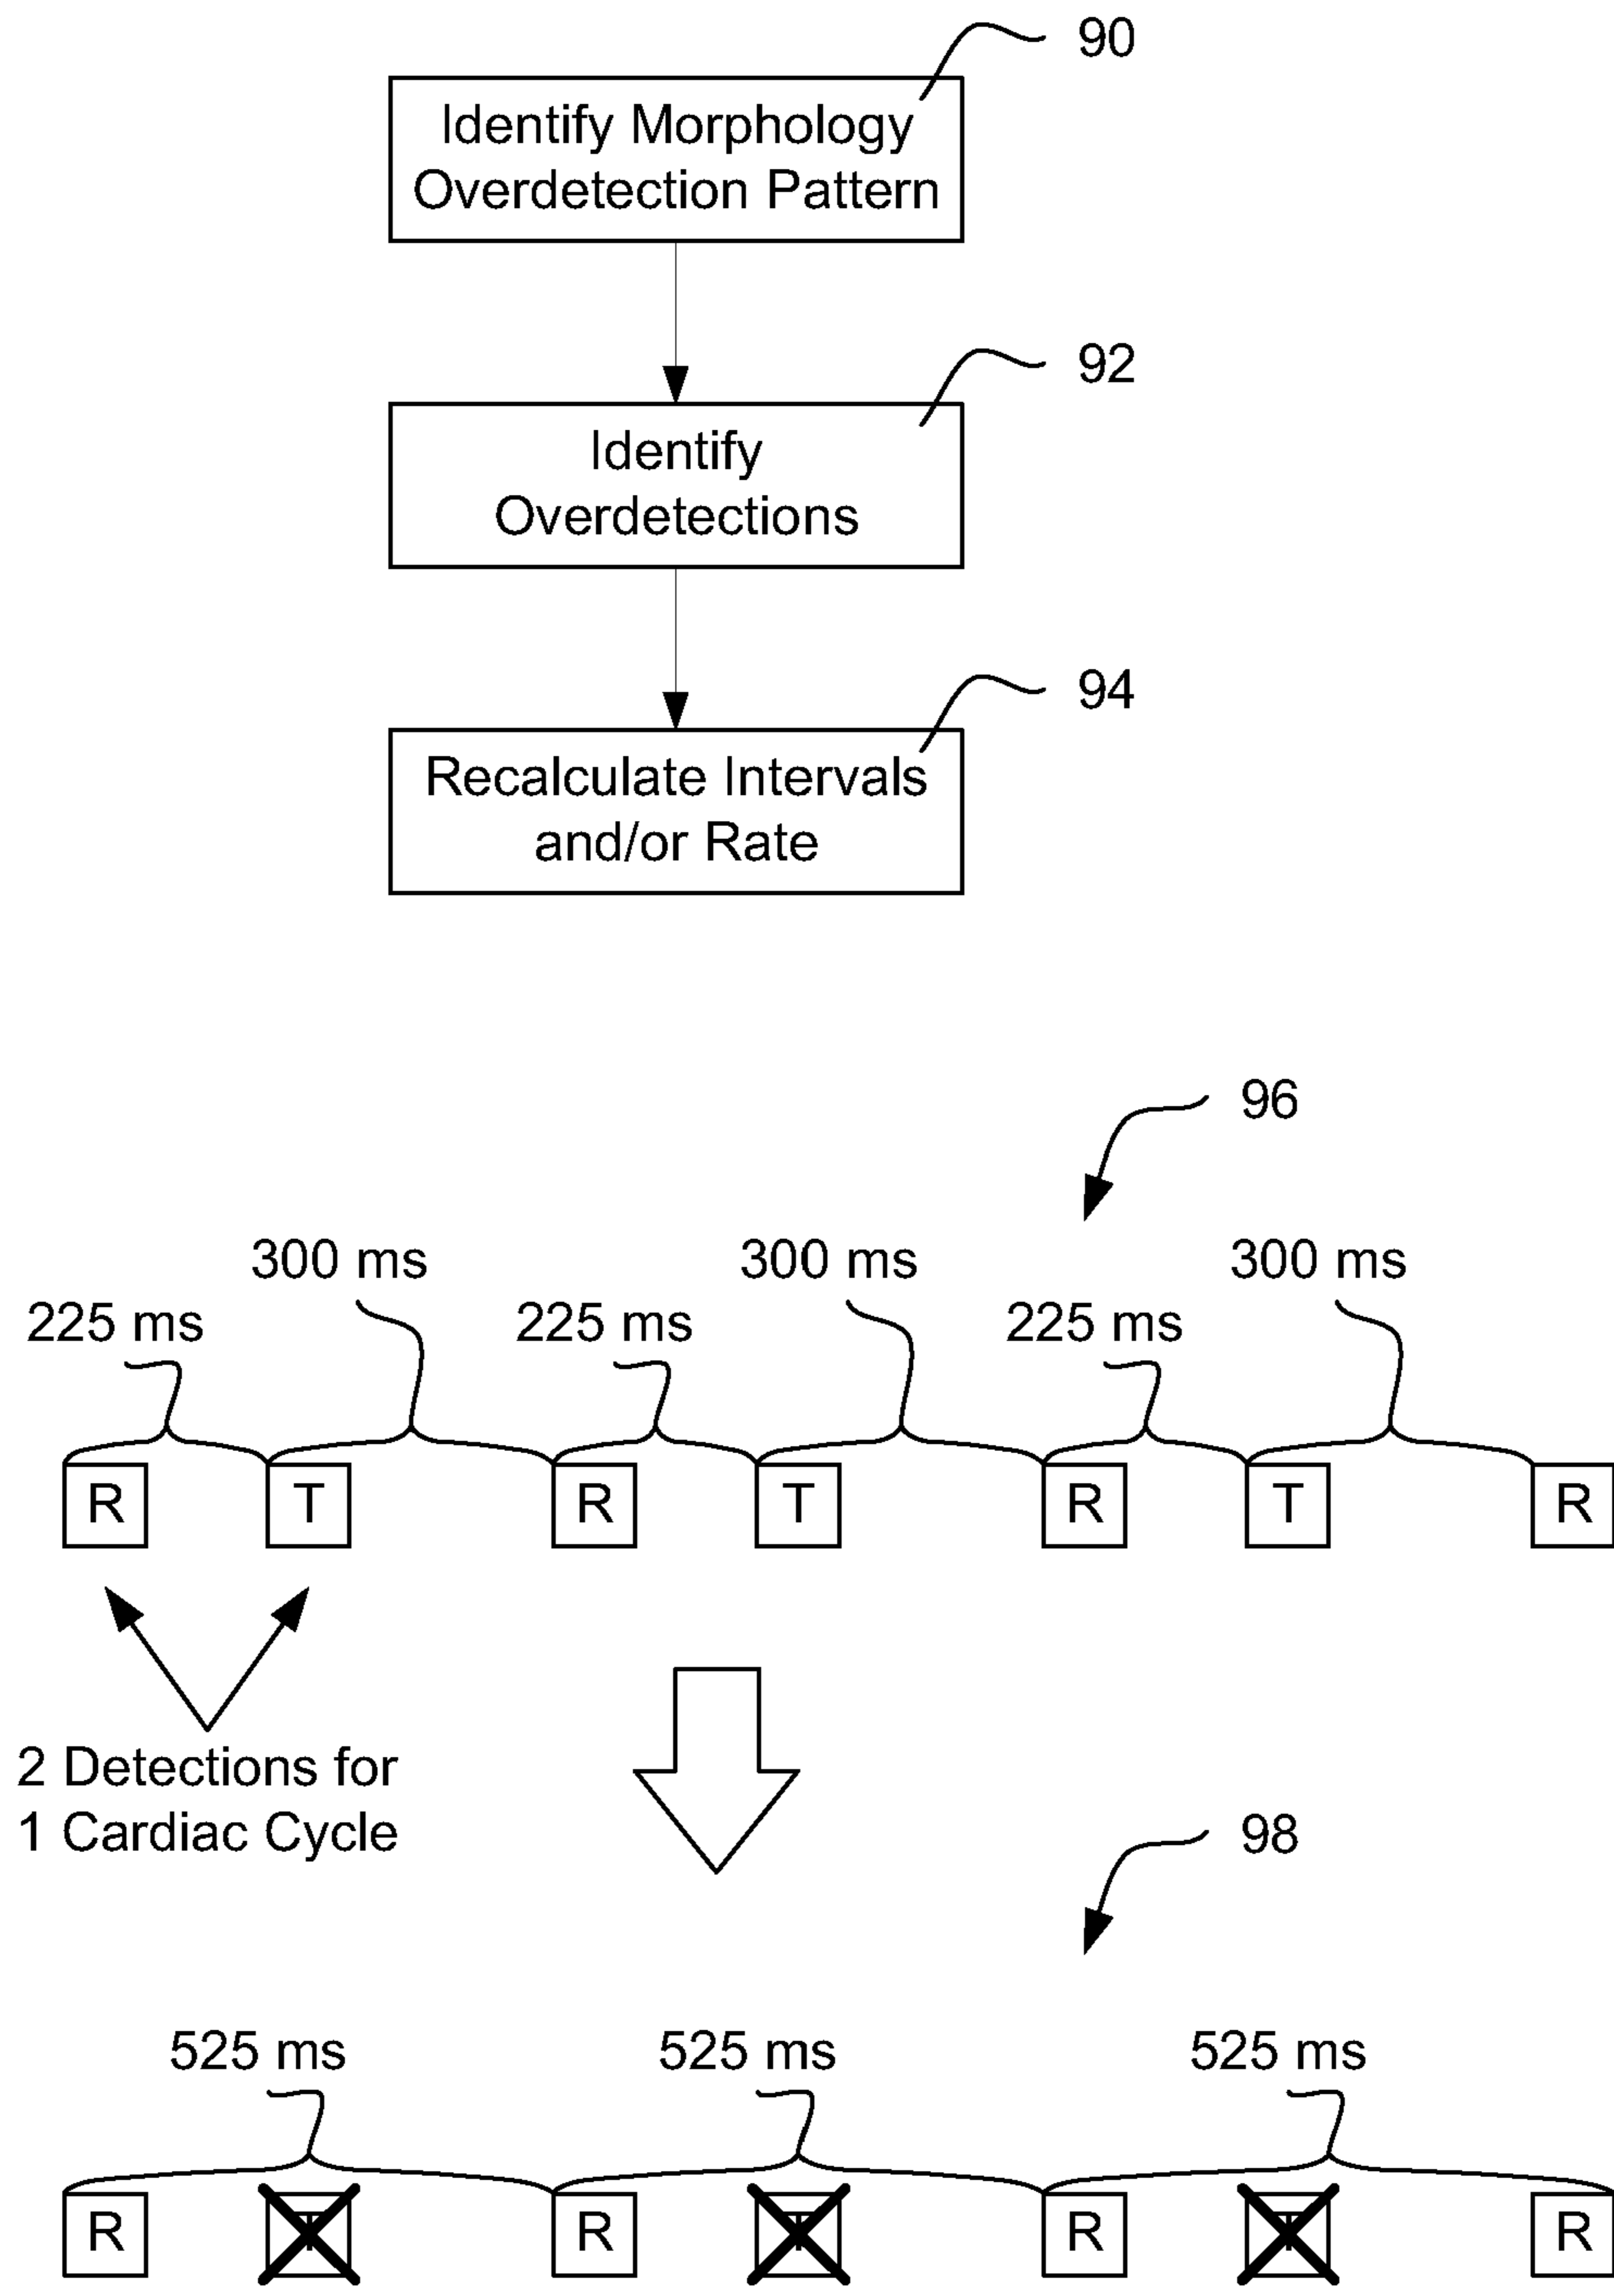 90
Identify Morphology
Overdetection Pattern
92
Identify
Overdetections
94
Recalculate Intervals
and/or Rate
96
300 ms 300 ms 300 ms
225 ms 225 ms 225 ms
R T R T R T R
2 Detections for
1 Cardiac Cycle
98
525 ms 525 ms 525 ms
R T R T R T R